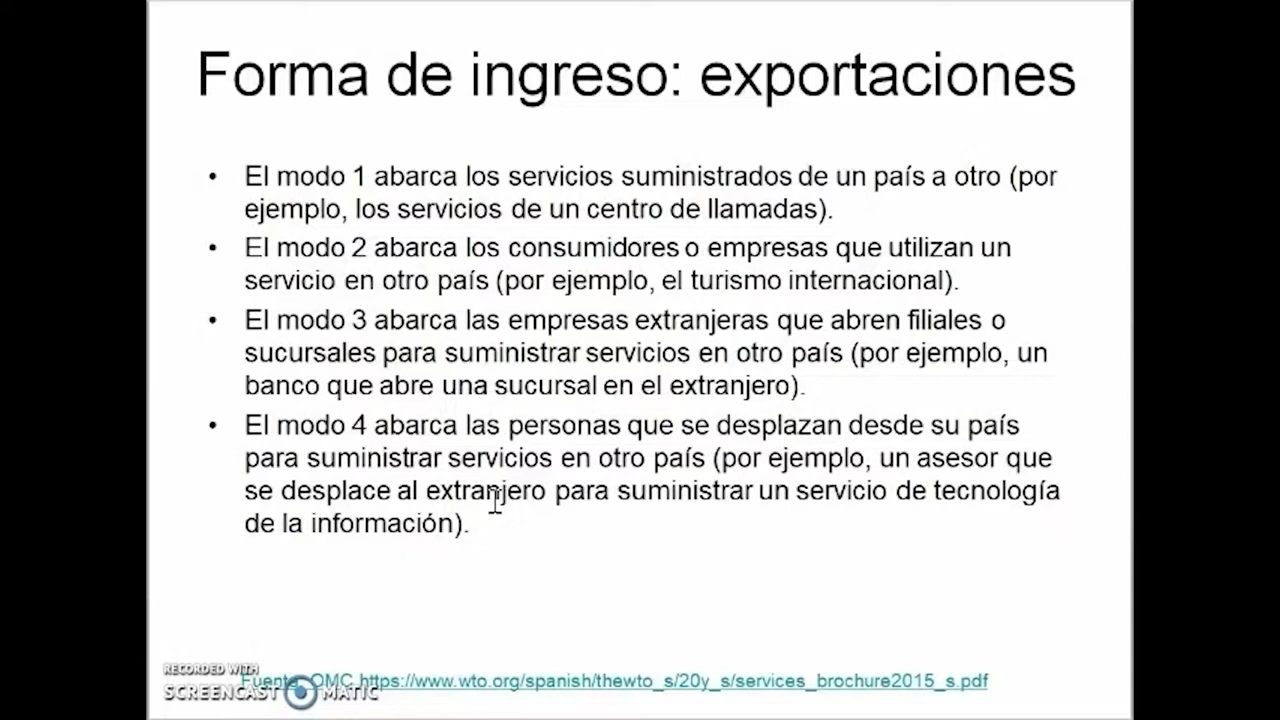 Forma de ingreso: exportaciones
• El modo 1 abarca los servicios suministrados de un país a otro (por
ejemplo, los servicios de un centro de llamadas).
• El modo 2 abarca los consumidores o empresas que utilizan un
servicio en otro país (por ejemplo, el turismo internacional).
• El modo 3 abarca las empresas extranjeras que abren filiales o
sucursales para suministrar servicios en otro país (por ejemplo, un
banco que abre una sucursal en el extranjero).
• El modo 4 abarca las personas que se desplazan desde su país
para suministrar servicios en otro país (por ejemplo, un asesor que
se desplace al extranjero para suministrar un servicio de tecnología
de la información).
RECORDED WITH
Fuente: OMC https://www.wto.org/spanish/thewto_s/20y_s/services_brochure2015_s.pdf
SCREENCAST MATIC